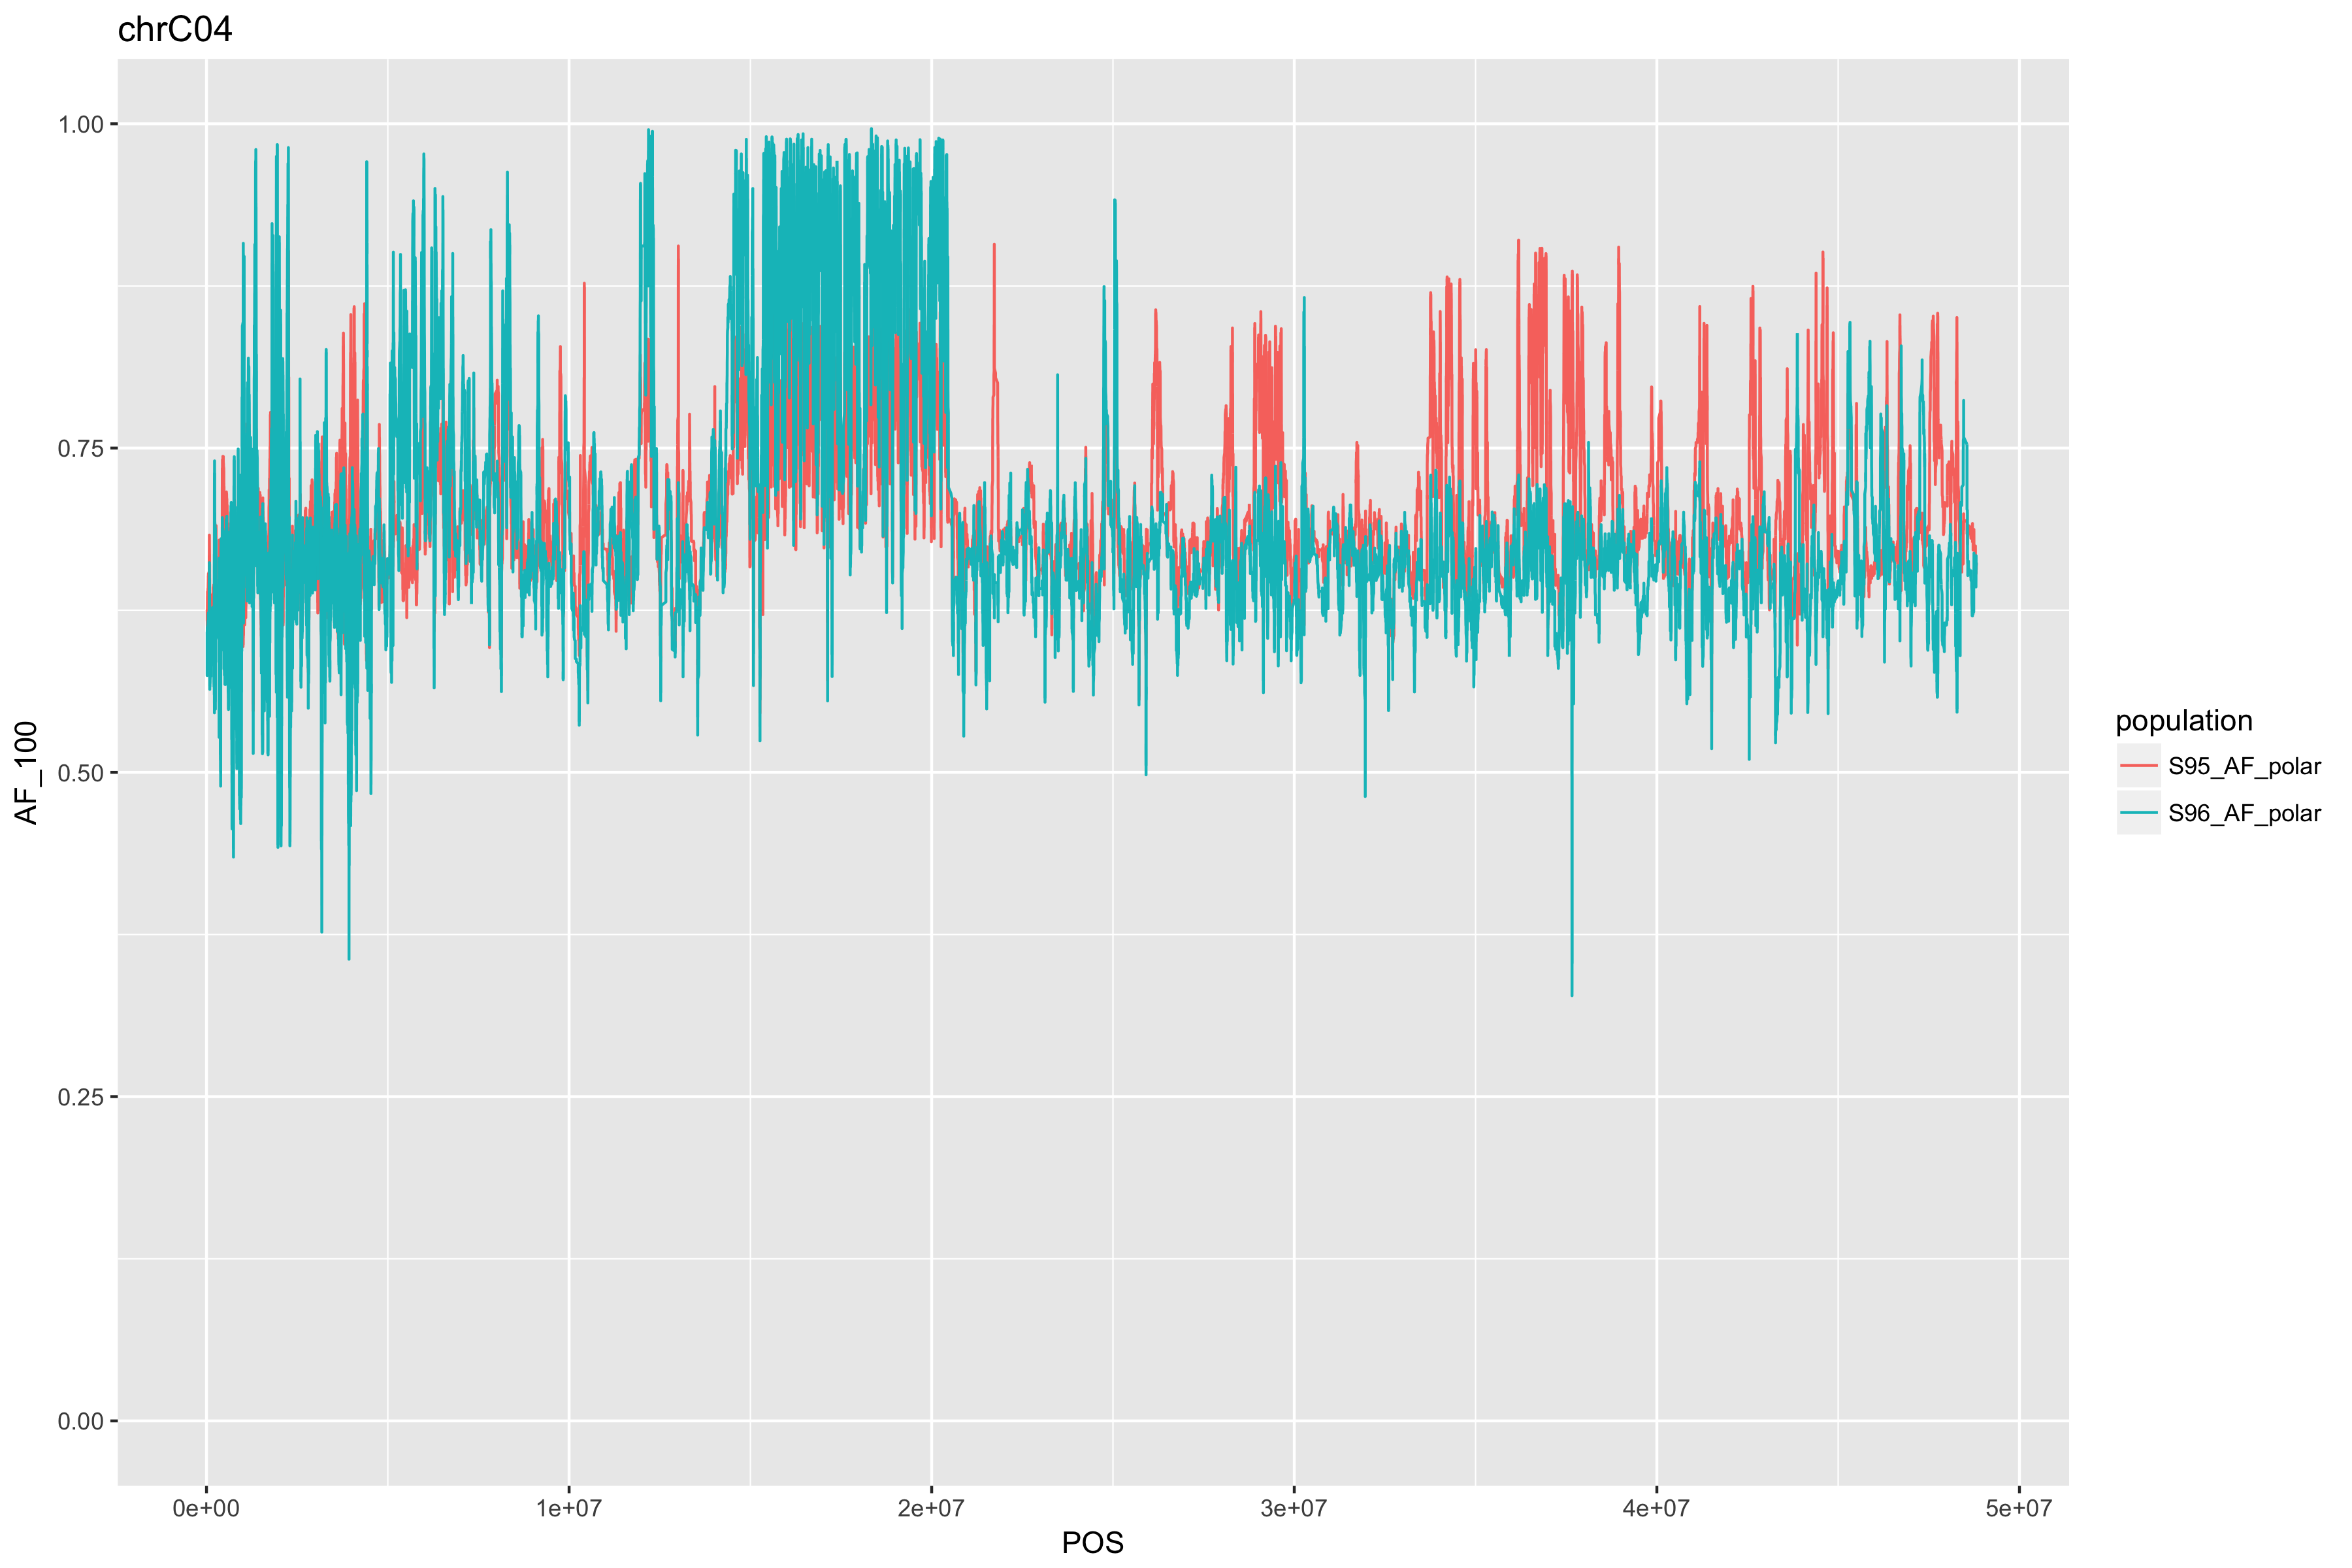 chrC04
1.00
0.75
0.50
0.25
0.00
AF_100
0e+00
1e+07
2e+07
3e+07
4e+07
5e+07
POS
population
S95_AF_polar
S96_AF_polar